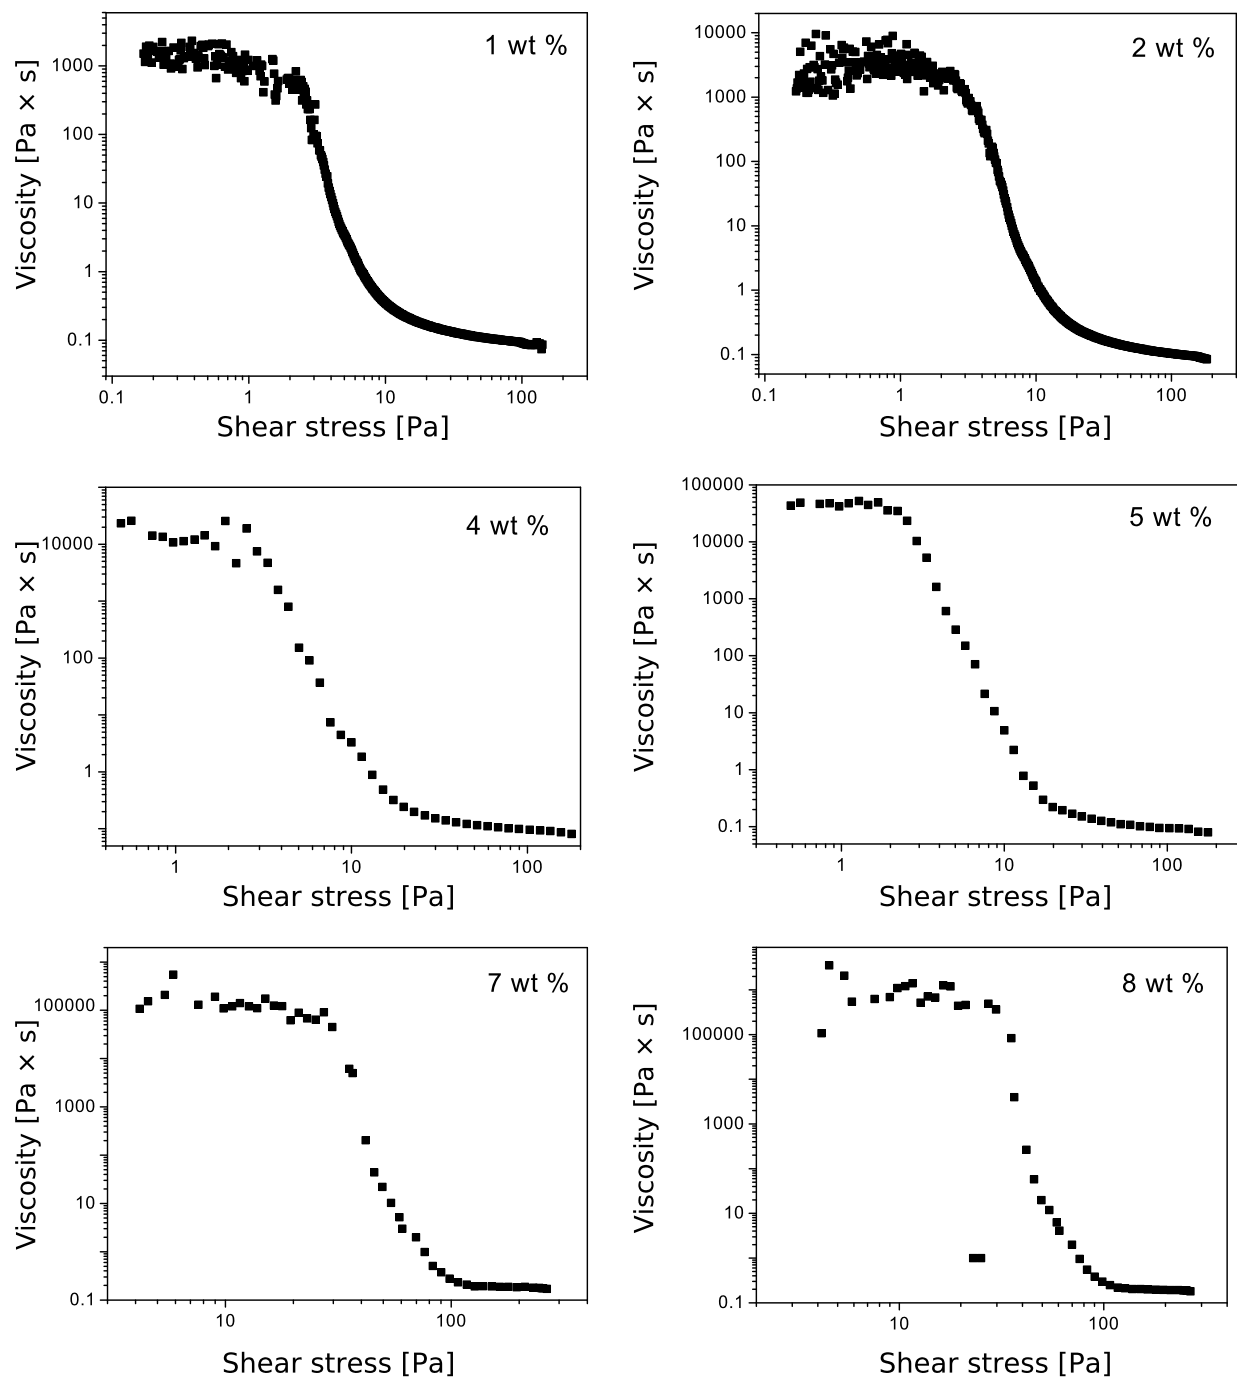 1 wt %
Viscosity [Pa × s]
1000
100
10
1
0.1
0.1 1 10 100
Shear stress [Pa]
2 wt %
Viscosity [Pa × s]
10000
1000
100
10
1
0.1
0.1 1 10 100
Shear stress [Pa]
4 wt %
Viscosity [Pa × s]
10000
100
1
1 10 100
Shear stress [Pa]
5 wt %
Viscosity [Pa × s]
100000
10000
1000
100
10
1
0.1
1 10 100
Shear stress [Pa]
7 wt %
Viscosity [Pa × s]
100000
1000
10
0.1
10 100
Shear stress [Pa]
8 wt %
Viscosity [Pa × s]
100000
1000
10
0.1
10 100
Shear stress [Pa]